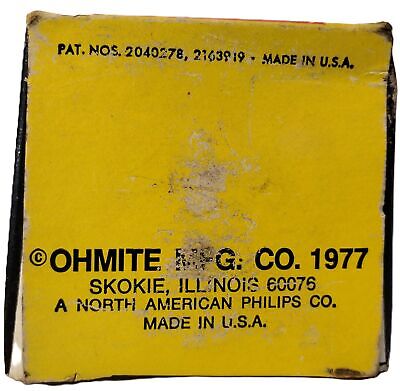 PAT. NOS. 2040278, 2163919 • MADE IN U.S.A.
© OHMITE MFG. CO. 1977
SKOKIE, ILLINOIS 60076
A NORTH AMERICAN PHILIPS CO.
MADE IN U.S.A.